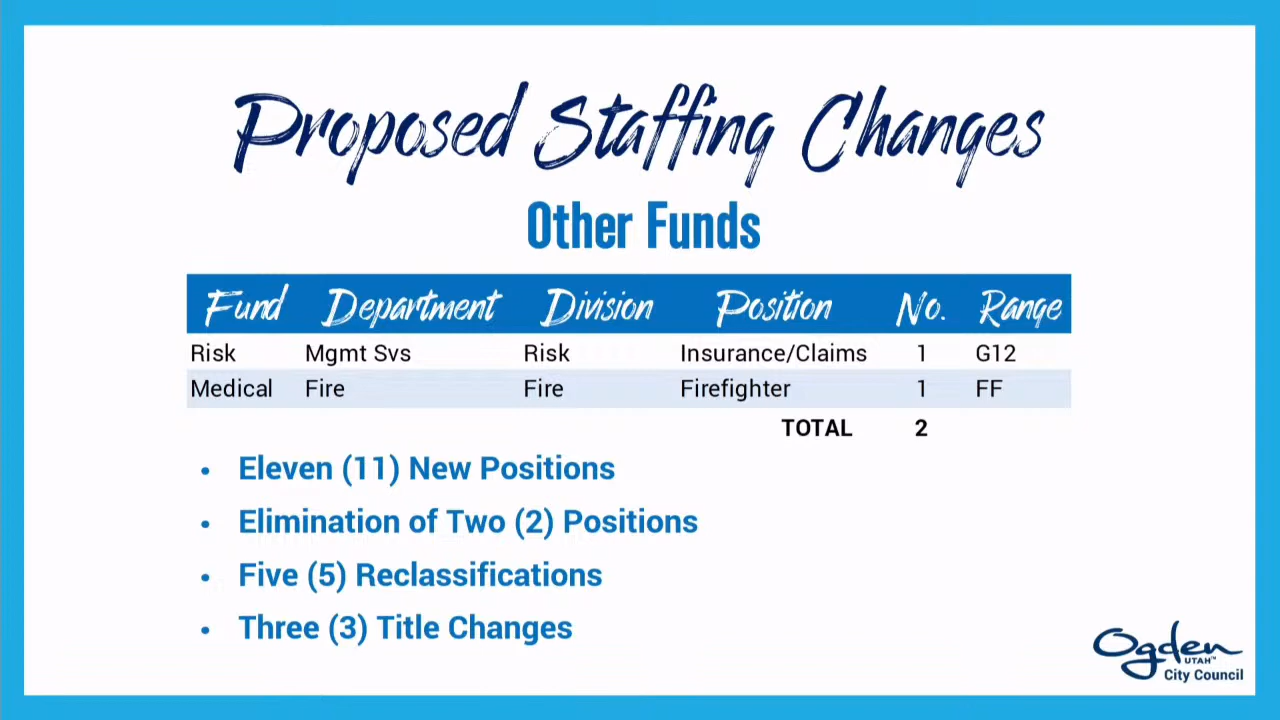 Proposed Staffing Changes
Other Funds
Fund Department Division Position No. Range
Risk Mgmt Svs Risk Insurance/Claims 1 G12
Medical Fire Fire Firefighter 1 FF
TOTAL 2
• Eleven (11) New Positions
• Elimination of Two (2) Positions
• Five (5) Reclassifications
• Three (3) Title Changes
Ogden
UTAH™
City Council